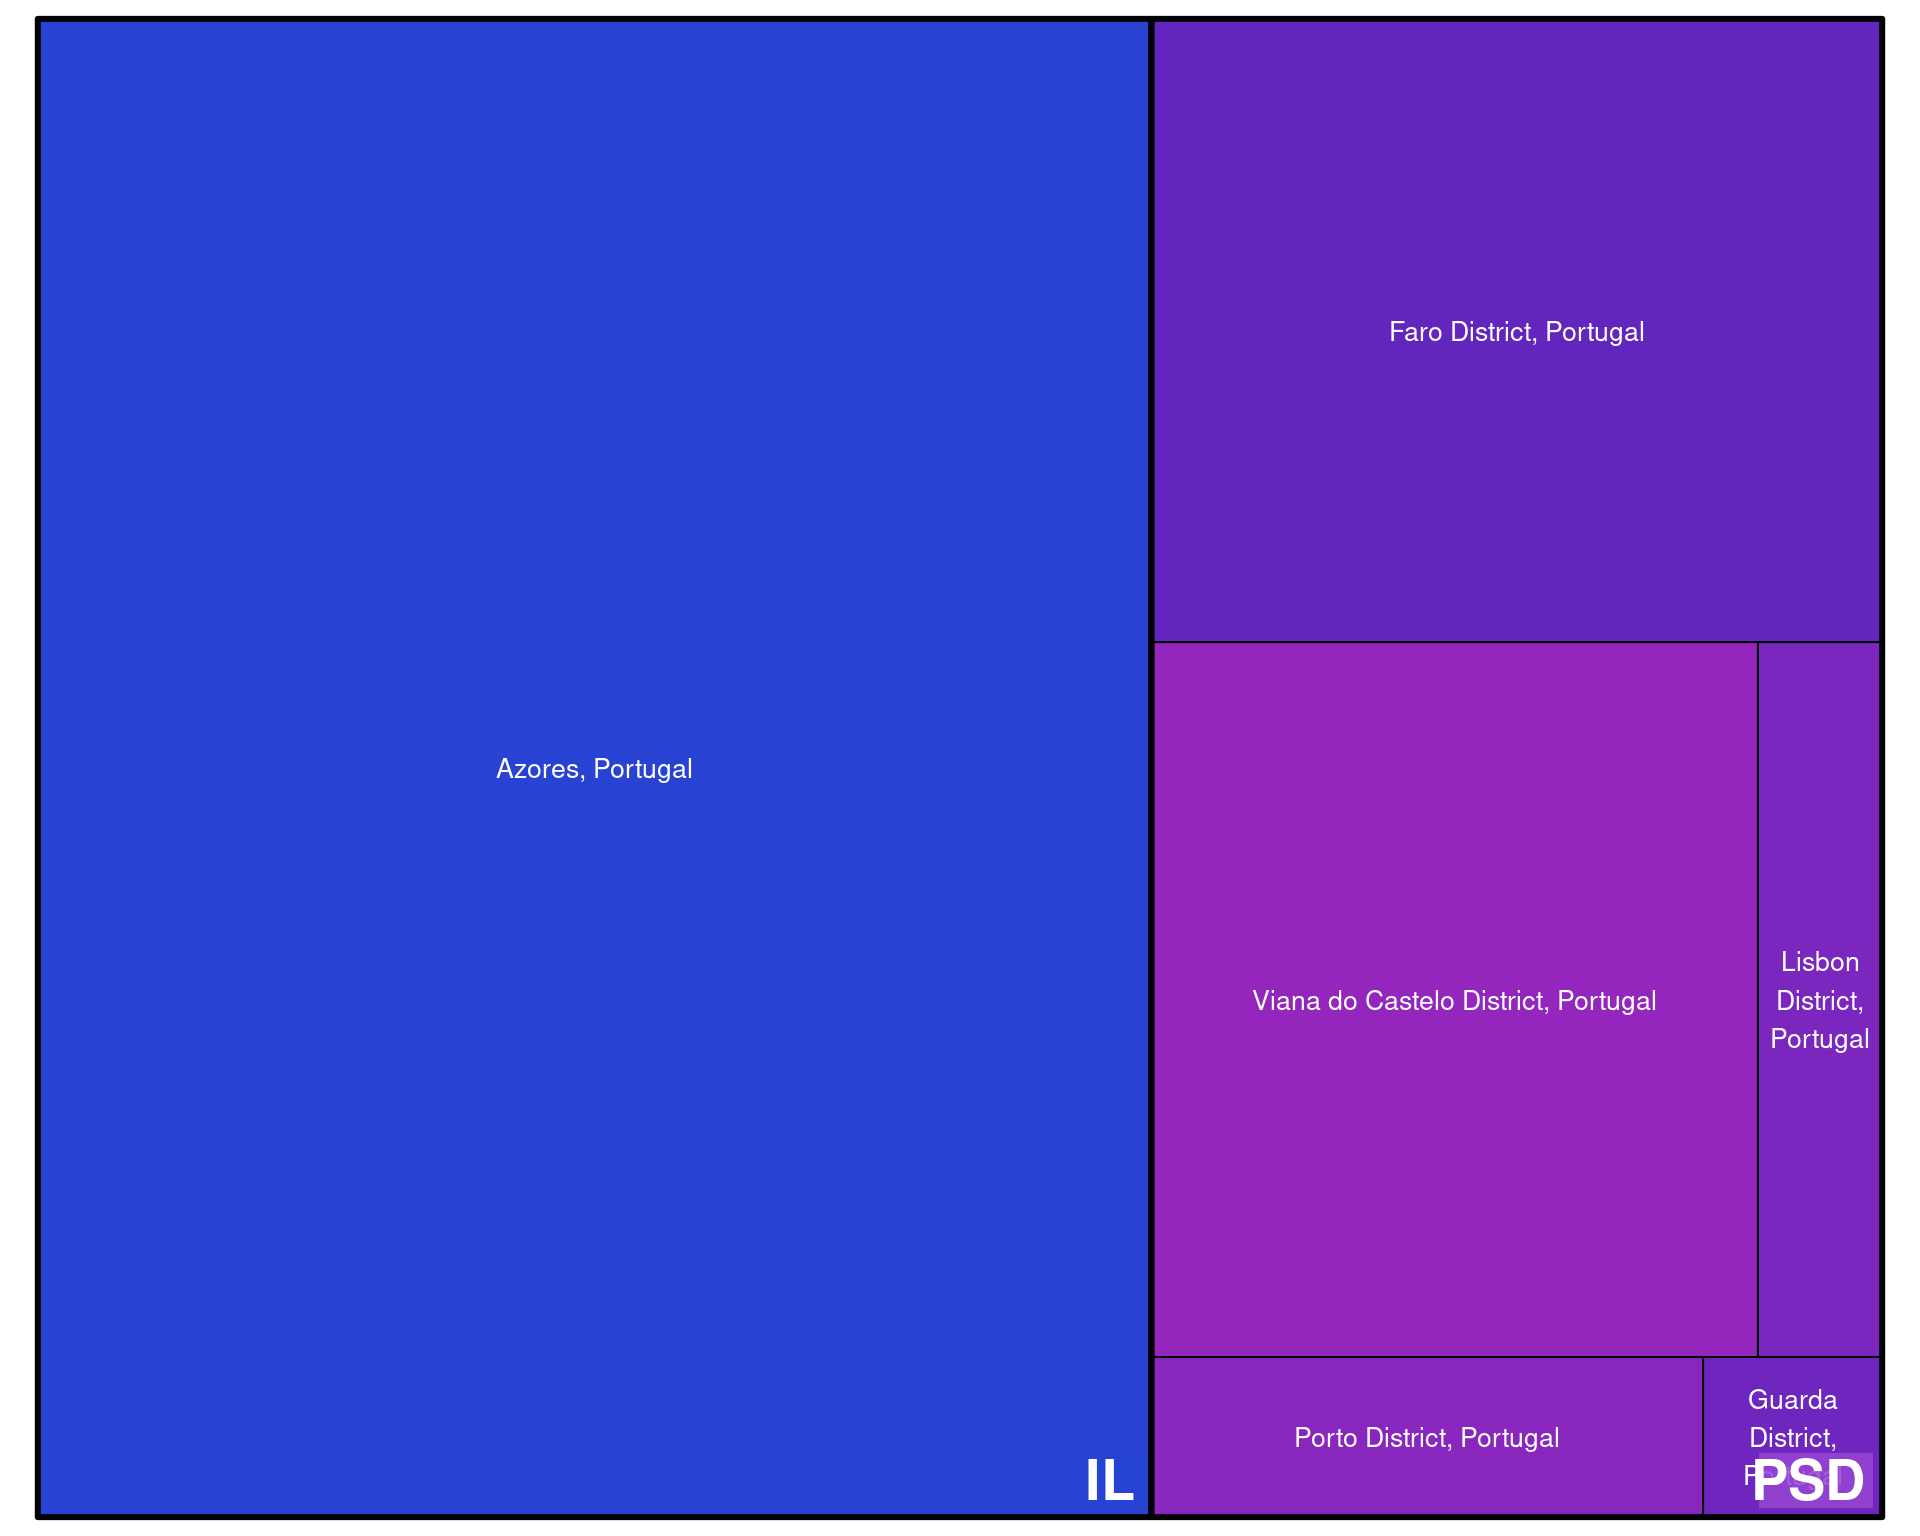 Faro District, Portugal
Azores, Portugal
Viana do Castelo District, Portugal
Lisbon
District,
Portugal
Porto District, Portugal
Guarda
District,
IL
PSD